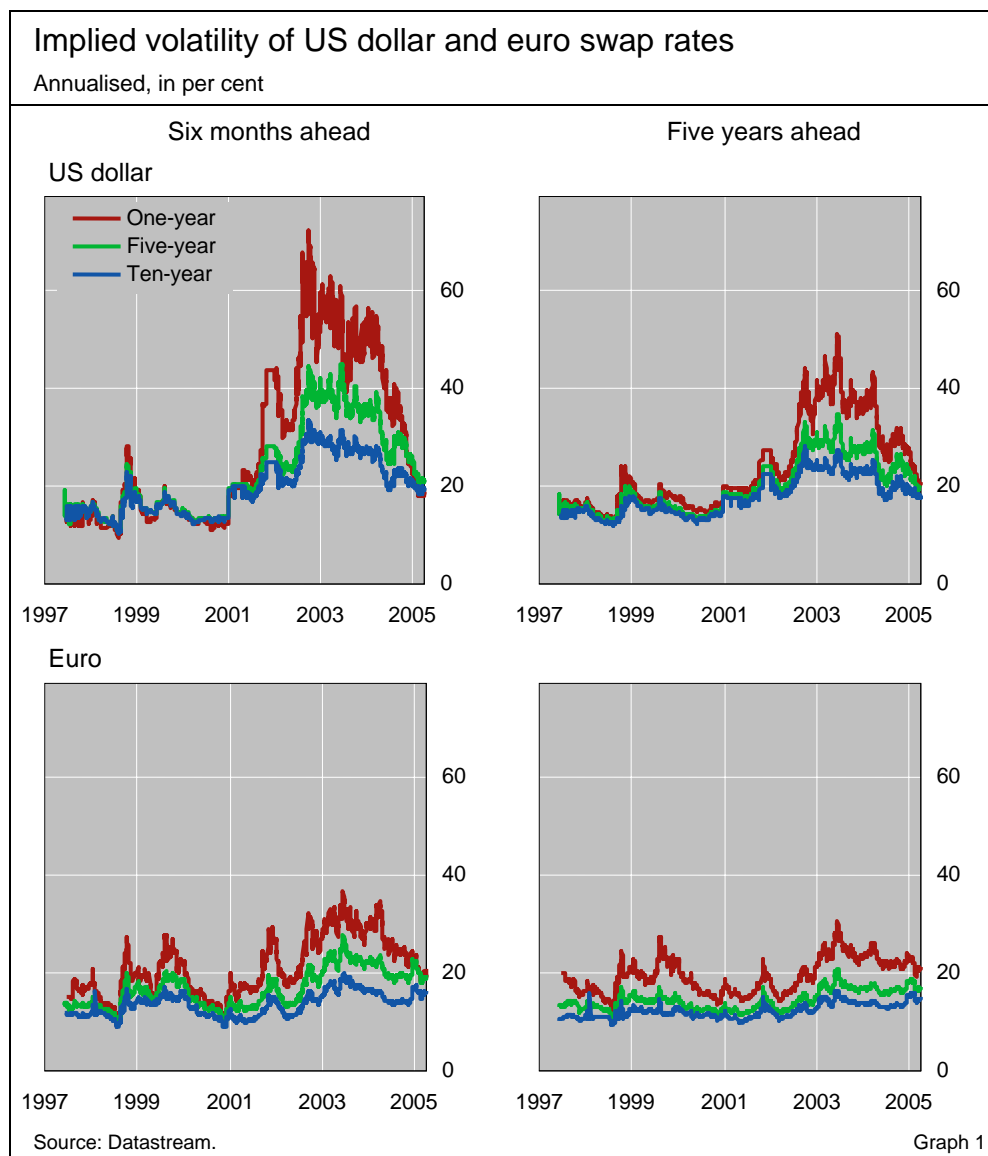 Implied volatility of US dollar and euro swap rates
Annualised, in per cent
Six months ahead
Five years ahead
US dollar
One-year
Five-year
Ten-year
60
40
20
0
60
40
20
0
1997 1999 2001 2003 2005
1997 1999 2001 2003 2005
Euro
60
40
20
0
60
40
20
0
1997 1999 2001 2003 2005
1997 1999 2001 2003 2005
Source: Datastream.
Graph 1